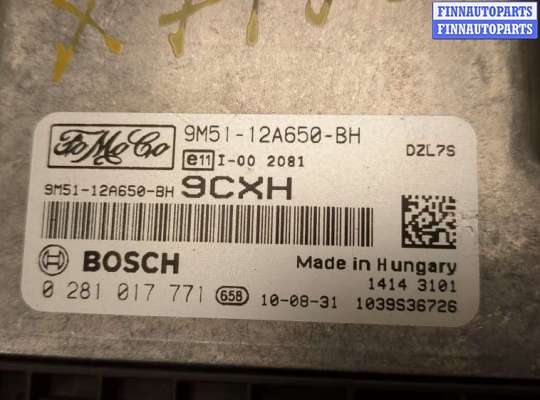 FINNAUTOPARTS
FINNAUTOPARTS
FINNAUTOPARTS
FoMoCo
9M51-12A650-BH
DZL7S
e11 I-00 2081
9M51-12A650-BH 9CXH
BOSCH
Made in Hungary
1414 3101
0 281 017 771 658 10-08-31 1039S36726